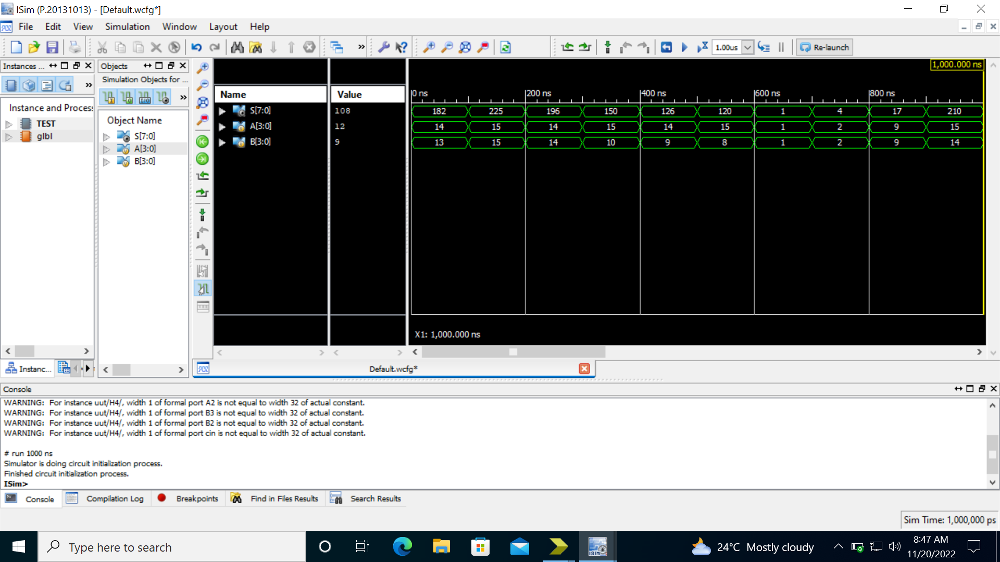 ISim (P.20131013) - [Default.wcfg*]
File Edit View Simulation Window Layout Help
1.00us Re-launch
Instances ... Objects
Simulation Objects for ...
Instance and Process
TEST
glbl
Object Name
S[7:0]
A[3:0]
B[3:0]
Name Value
S[7:0] 108
A[3:0] 12
B[3:0] 9
1,000.000 ns
0 ns 200 ns 400 ns 600 ns 800 ns
182 225 196 150 126 120 1 4 17 210
14 15 14 15 14 15 1 2 9 15
13 15 14 10 9 8 1 2 9 14
X1: 1,000.000 ns
Instanc...
Default.wcfg*
Console
WARNING: For instance uut/H4/, width 1 of formal port A2 is not equal to width 32 of actual constant.
WARNING: For instance uut/H4/, width 1 of formal port B3 is not equal to width 32 of actual constant.
WARNING: For instance uut/H4/, width 1 of formal port B2 is not equal to width 32 of actual constant.
WARNING: For instance uut/H4/, width 1 of formal port cin is not equal to width 32 of actual constant.
# run 1000 ns
Simulator is doing circuit initialization process.
Finished circuit initialization process.
ISim>
Console Compilation Log Breakpoints Find in Files Results Search Results
Sim Time: 1,000,000 ps
Type here to search
ISim
24°C Mostly cloudy
8:47 AM
11/20/2022